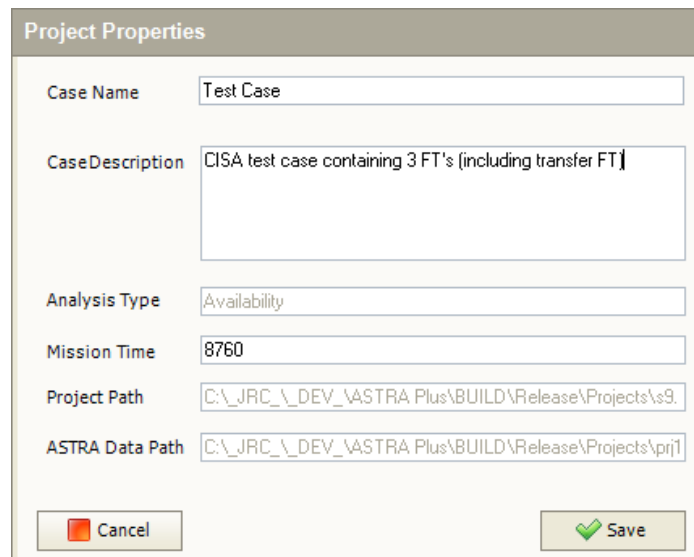 Project Properties
Case Name Test Case
CaseDescription CISA test case containing 3 FT's (including transfer FT)
Analysis Type Availability
Mission Time 8760
Project Path C:\_JRC_\_DEV_\ASTRA Plus\BUILD\Release\Projects\s9.
ASTRA Data Path C:\_JRC_\_DEV_\ASTRA Plus\BUILD\Release\Projects\prj1
Cancel Save